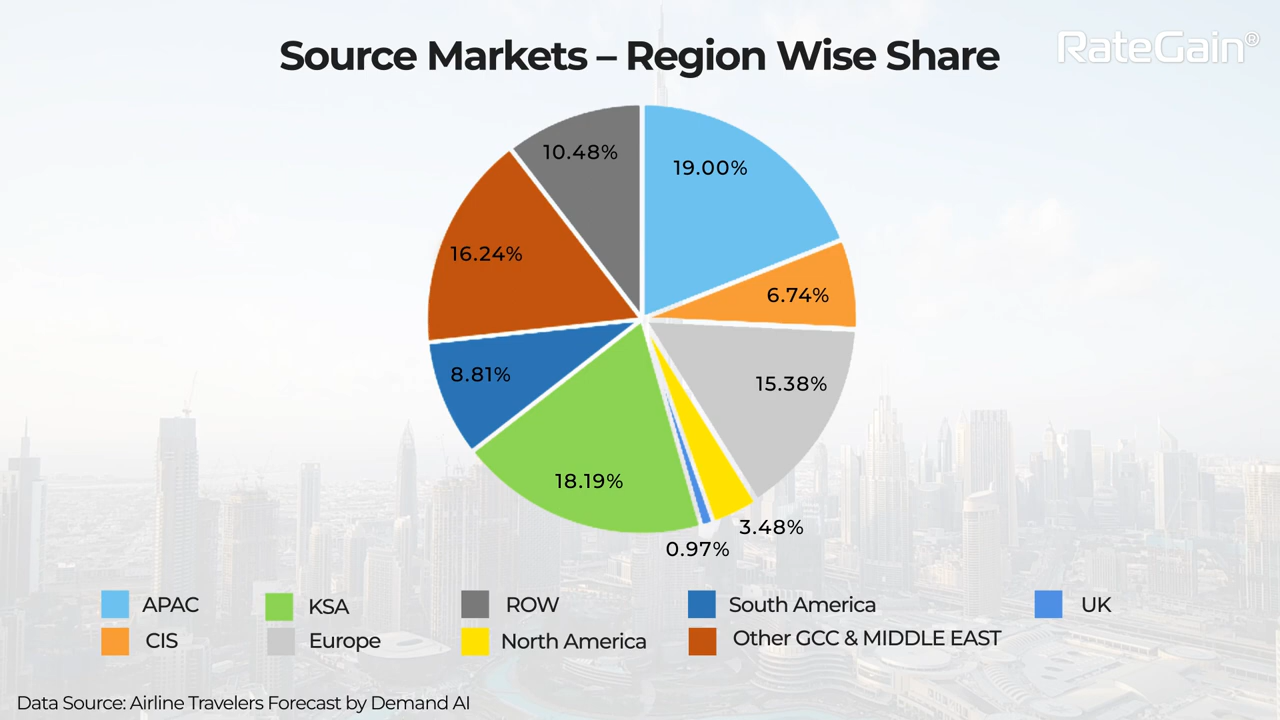 Source Markets – Region Wise Share
RateGain®
10.48%
19.00%
16.24%
6.74%
8.81%
15.38%
18.19%
3.48%
0.97%
APAC
KSA
ROW
South America
UK
CIS
Europe
North America
Other GCC & MIDDLE EAST
Data Source: Airline Travelers Forecast by Demand AI